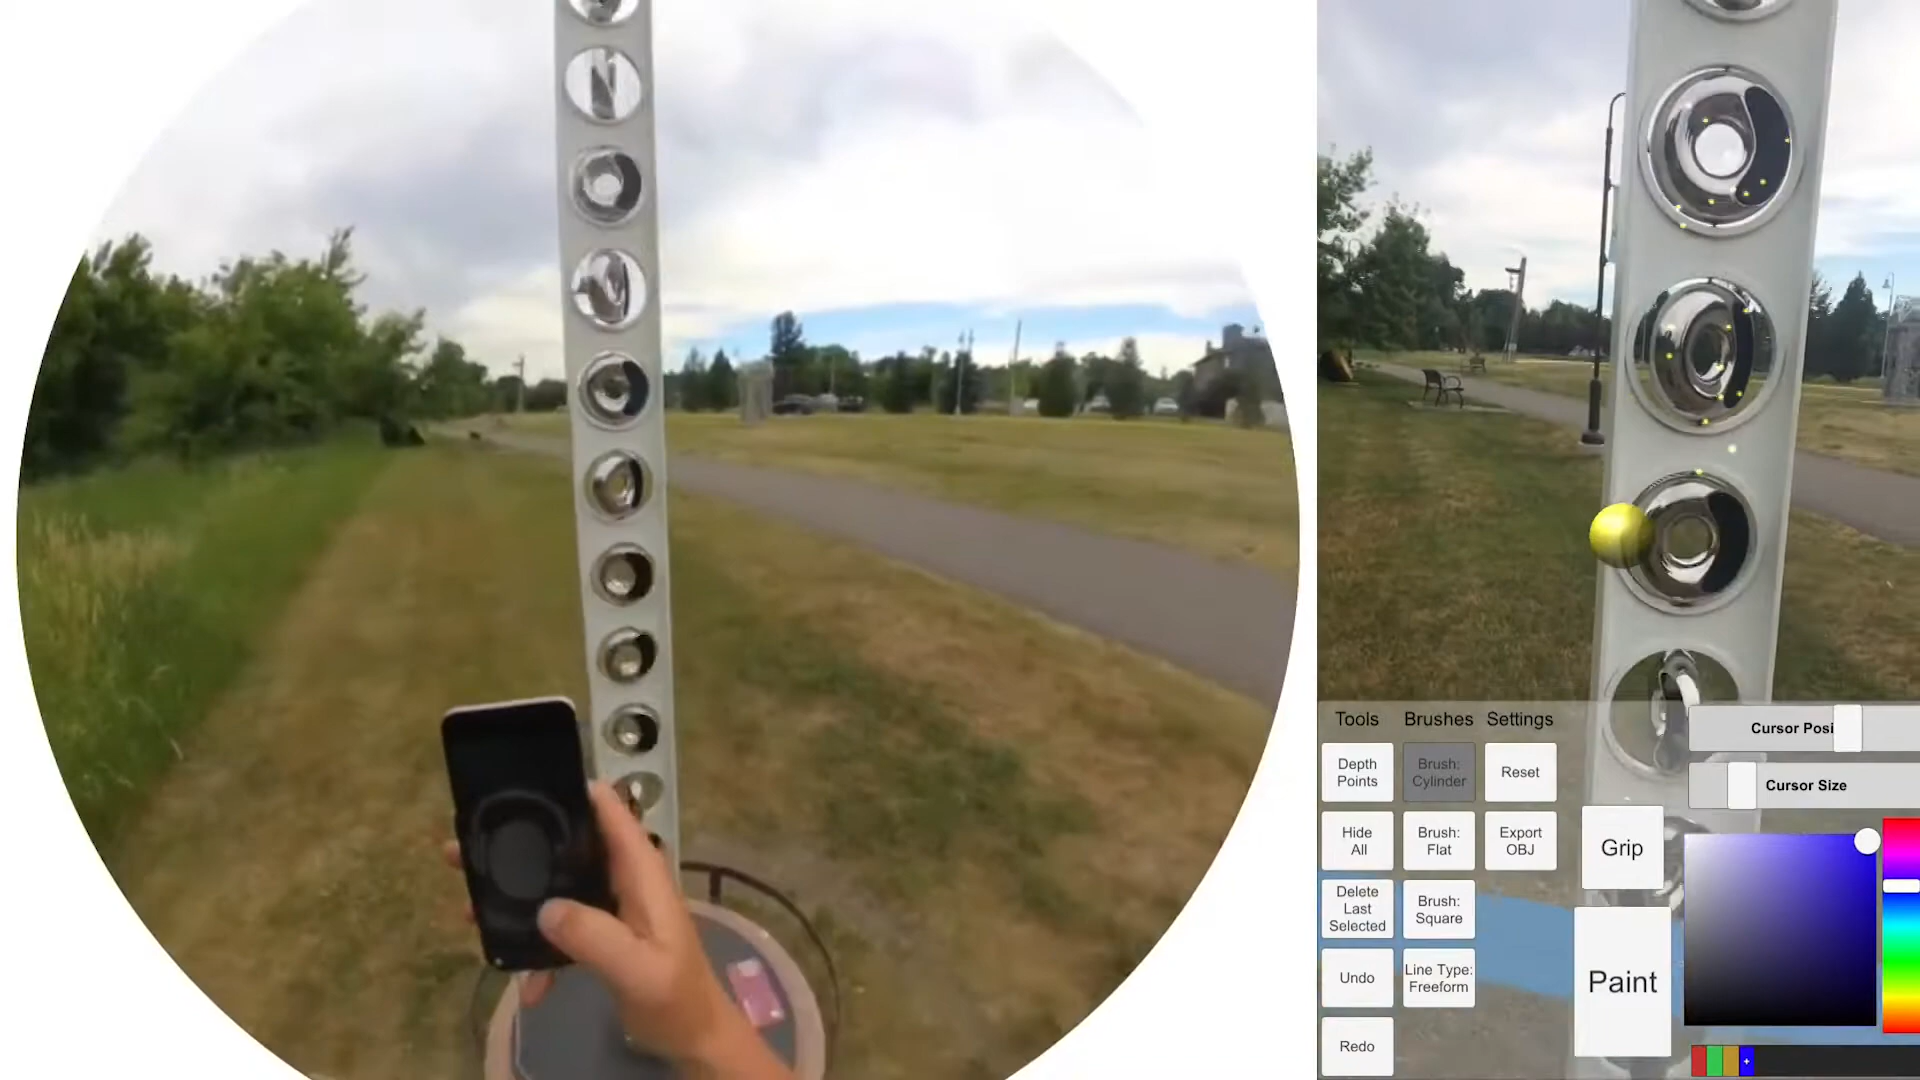 N
Tools Brushes Settings
Depth
Points
Brush:
Cylinder
Reset
Hide
All
Brush:
Flat
Export
OBJ
Delete
Last
Selected
Brush:
Square
Undo
Line Type:
Freeform
Redo
Grip
Paint
Cursor Posi
Cursor Size